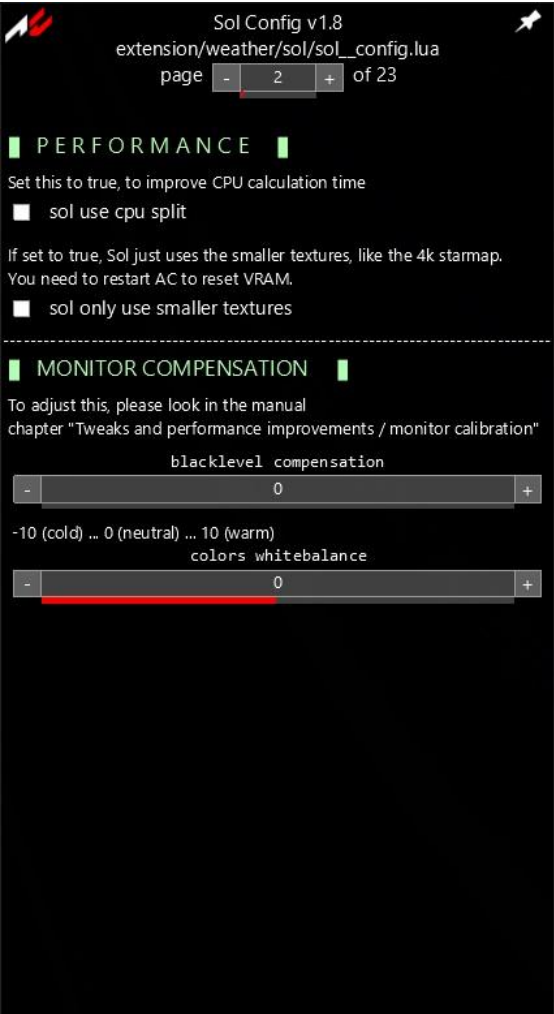 Sol Config v1.8
extension/weather/sol/sol__config.lua
page - 2 + of 23
PERFORMANCE
Set this to true, to improve CPU calculation time
sol use cpu split
If set to true, Sol just uses the smaller textures, like the 4k starmap.
You need to restart AC to reset VRAM.
sol only use smaller textures
MONITOR COMPENSATION
To adjust this, please look in the manual
chapter "Tweaks and performance improvements / monitor calibration"
blacklevel compensation
- 0 +
-10 (cold) ... 0 (neutral) ... 10 (warm)
colors whitebalance
- 0 +